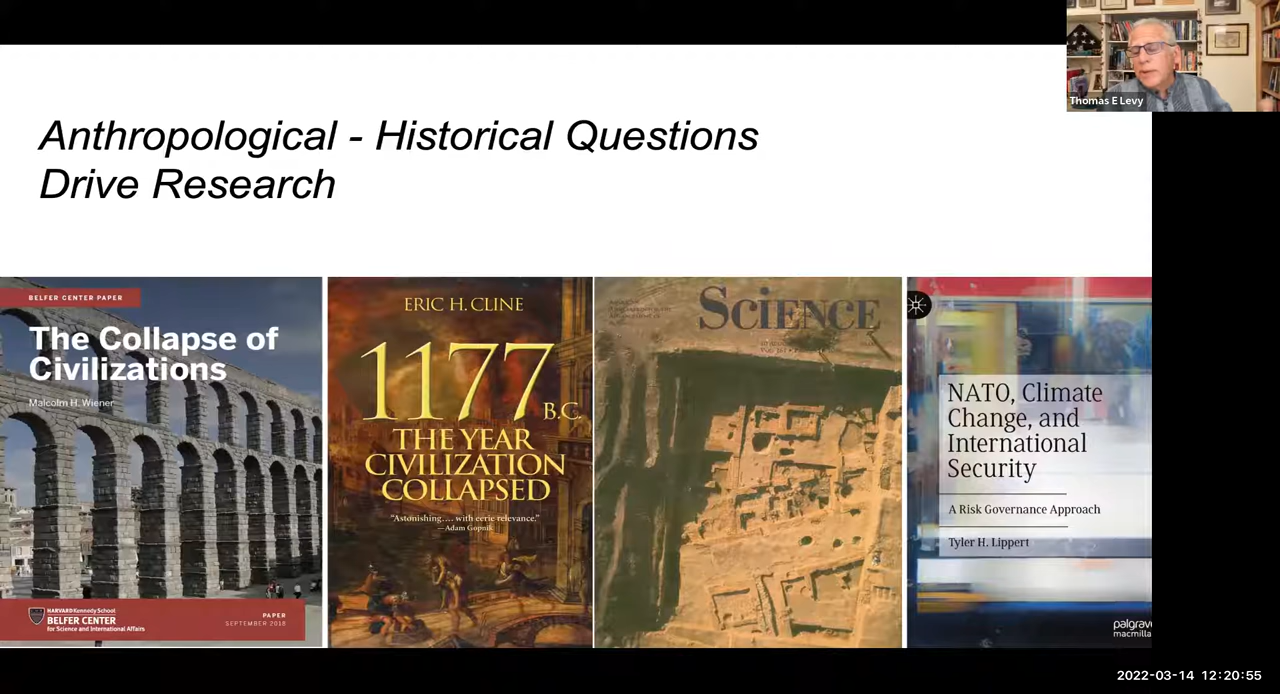 Thomas E Levy
Anthropological - Historical Questions
Drive Research
BELFER CENTER PAPER
The Collapse of
Civilizations
Malcolm H. Wiener
HARVARD Kennedy School
BELFER CENTER
for Science and International Affairs
PAPER
SEPTEMBER 2018
ERIC H. CLINE
1177 B.C.
THE YEAR
CIVILIZATION
COLLAPSED
"Astonishing.... with eerie relevance."
—Adam Gopnik
SCiENCE
NATO, Climate
Change, and
International
Security
A Risk Governance Approach
Tyler H. Lippert
palgrave
macmilla
2022-03-14 12:20:55